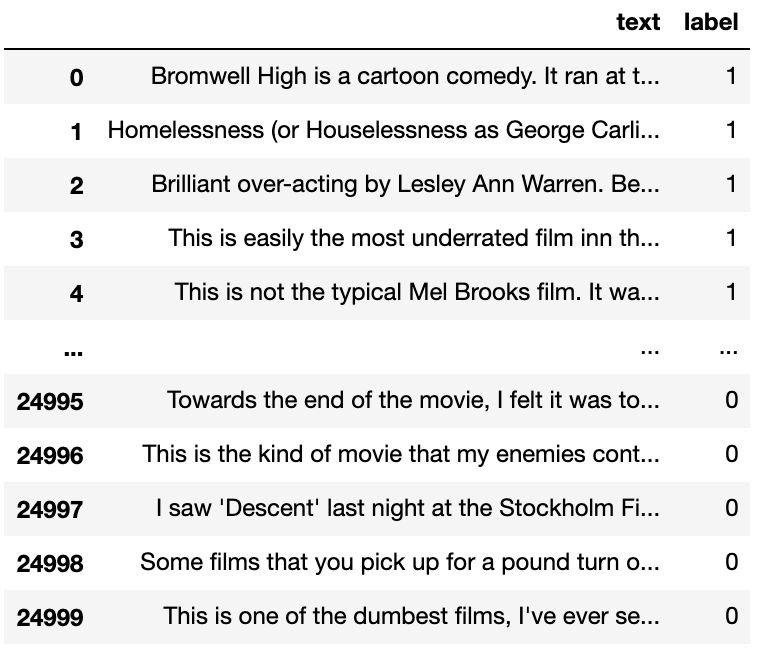 text label
0 Bromwell High is a cartoon comedy. It ran at t... 1
1 Homelessness (or Houselessness as George Carli... 1
2 Brilliant over-acting by Lesley Ann Warren. Be... 1
3 This is easily the most underrated film inn th... 1
4 This is not the typical Mel Brooks film. It wa... 1
... ... ...
24995 Towards the end of the movie, I felt it was to... 0
24996 This is the kind of movie that my enemies cont... 0
24997 I saw 'Descent' last night at the Stockholm Fi... 0
24998 Some films that you pick up for a pound turn o... 0
24999 This is one of the dumbest films, I've ever se... 0